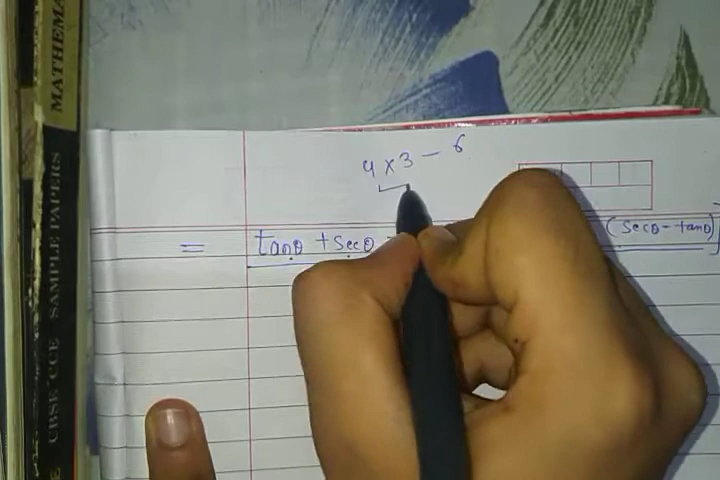 4 × 3 - 6
= tanθ + secθ (secθ - tanθ)]
MATHEMA
CBSE CCE SAMPLE PAPERS